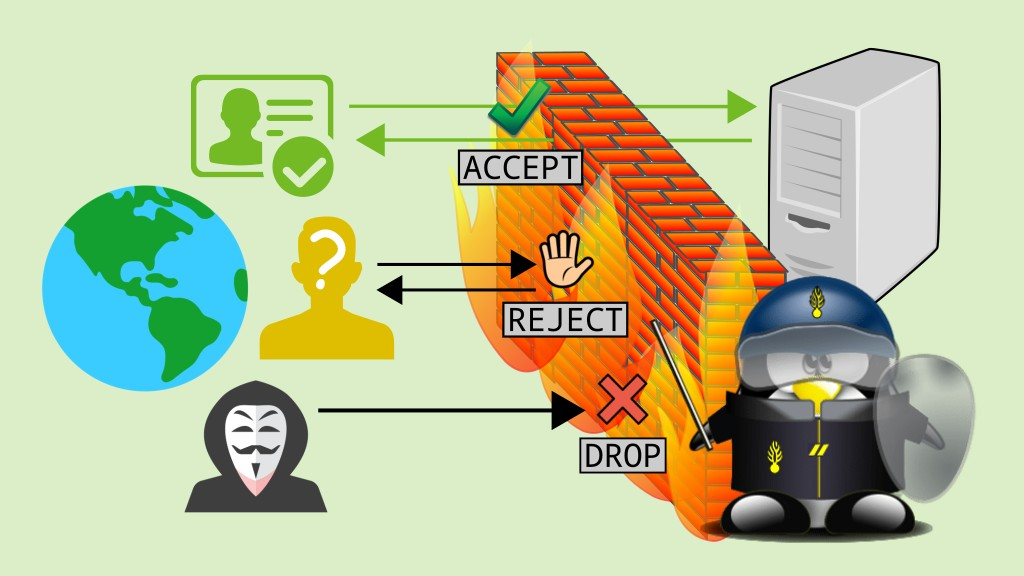 ACCEPT
?
REJECT
DROP